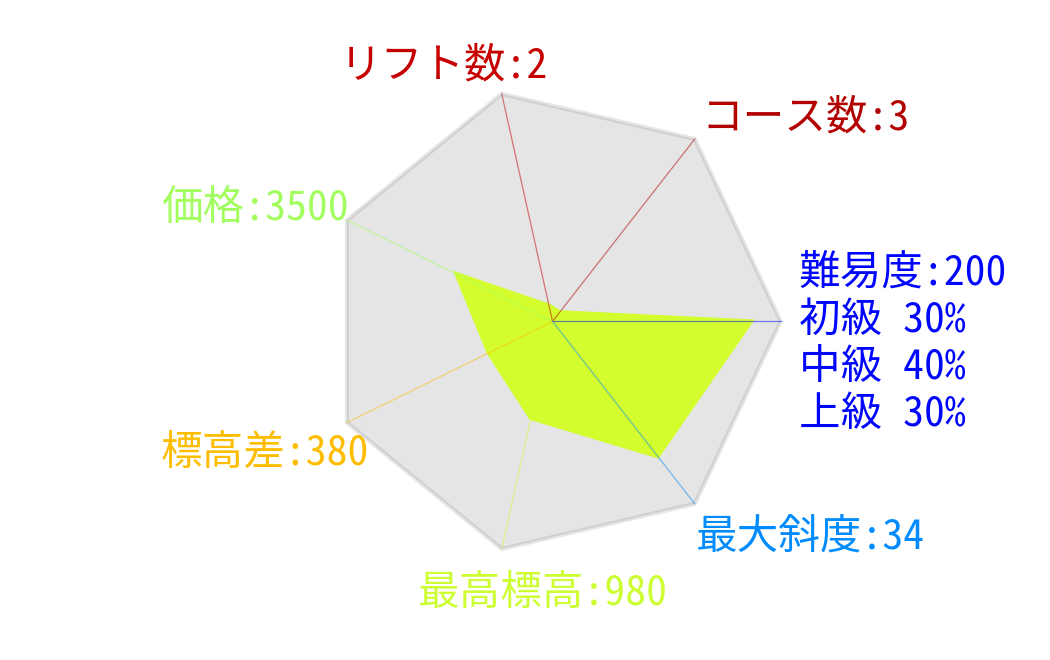 リフト数:2
コース数:3
価格:3500
難易度:200
初級 30%
中級 40%
上級 30%
標高差:380
最大斜度:34
最高標高:980